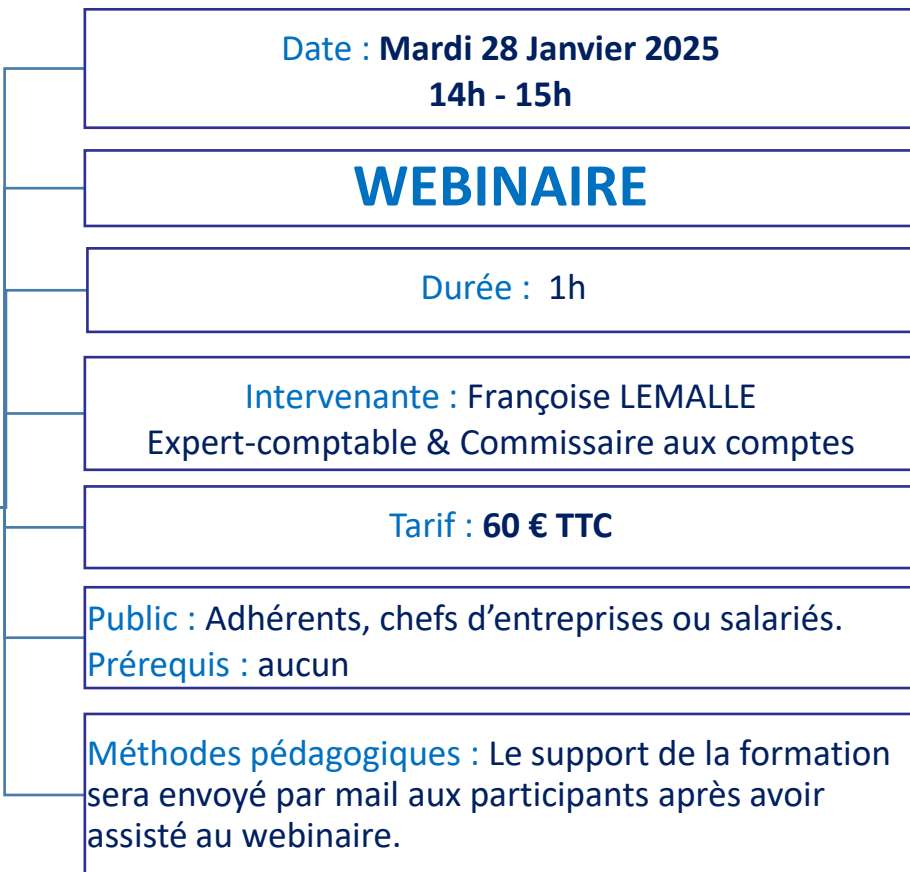 Date : Mardi 28 Janvier 2025
14h - 15h
WEBINAIRE
Durée : 1h
Intervenante : Françoise LEMALLE
Expert-comptable & Commissaire aux comptes
Tarif : 60 € TTC
Public : Adhérents, chefs d’entreprises ou salariés.
Prérequis : aucun
Méthodes pédagogiques : Le support de la formation
sera envoyé par mail aux participants après avoir
assisté au webinaire.